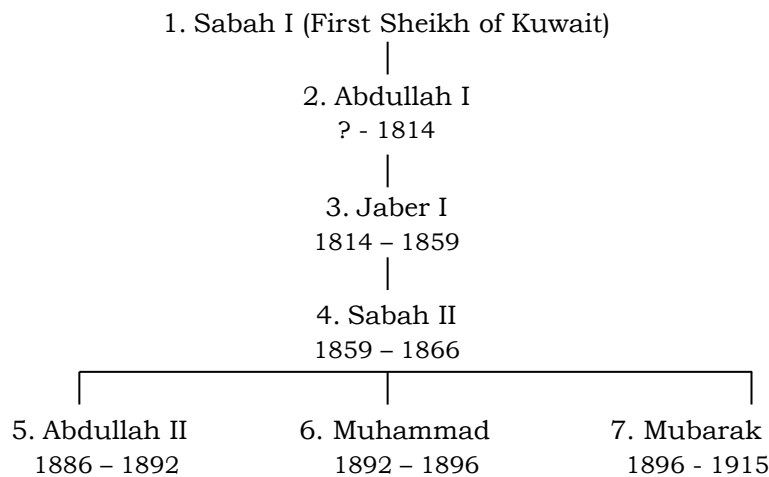 1. Sabah I (First Sheikh of Kuwait)
2. Abdullah I
? - 1814
3. Jaber I
1814 – 1859
4. Sabah II
1859 – 1866
5. Abdullah II
1886 – 1892
6. Muhammad
1892 – 1896
7. Mubarak
1896 - 1915